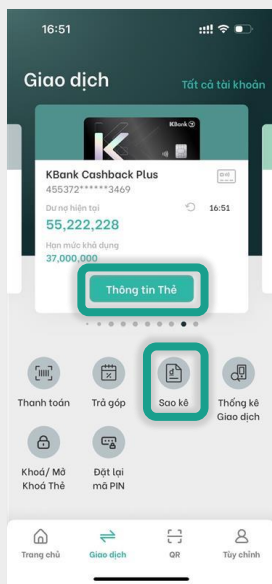 16:51
Giao dịch
Tất cả tài khoản
KBank
KBank Cashback Plus
455372******3469
Dư nợ hiện tại
16:51
55,222,228
Hạn mức khả dụng
37,000,000
Thông tin Thẻ
Thanh toán
Trả góp
Sao kê
Thống kê
Giao dịch
Khoá/ Mở
Khoá Thẻ
Đặt lại
mã PIN
Trang chủ
Giao dịch
QR
Tùy chỉnh